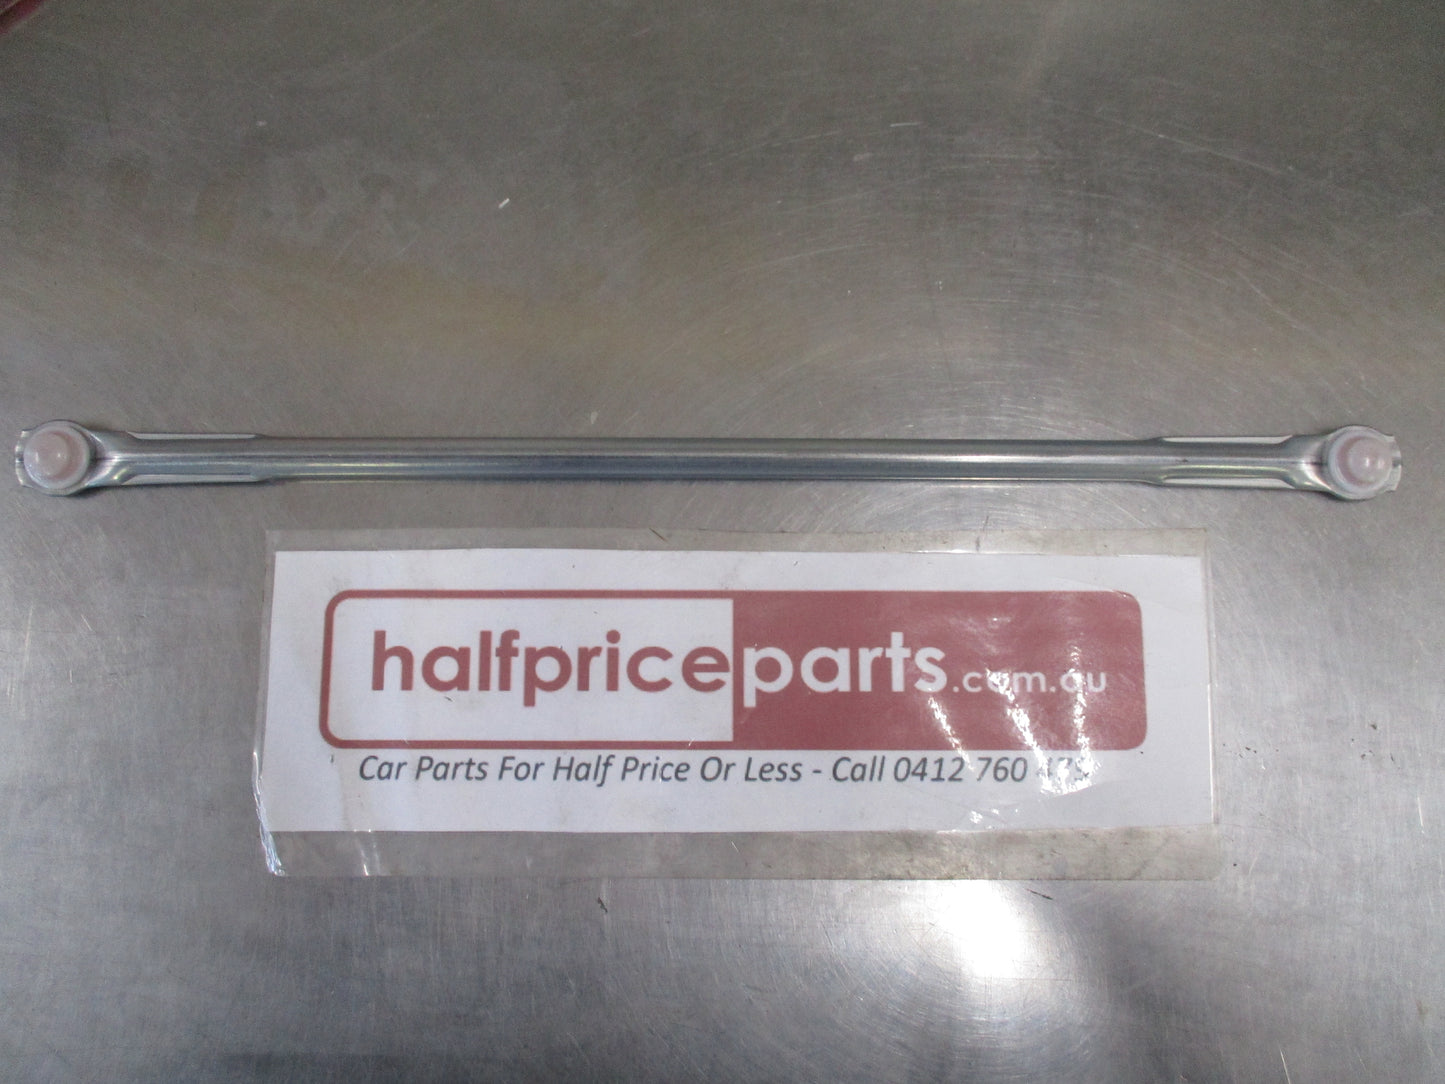 halfpriceparts.com.au
Car Parts For Half Price Or Less - Call 0412 760